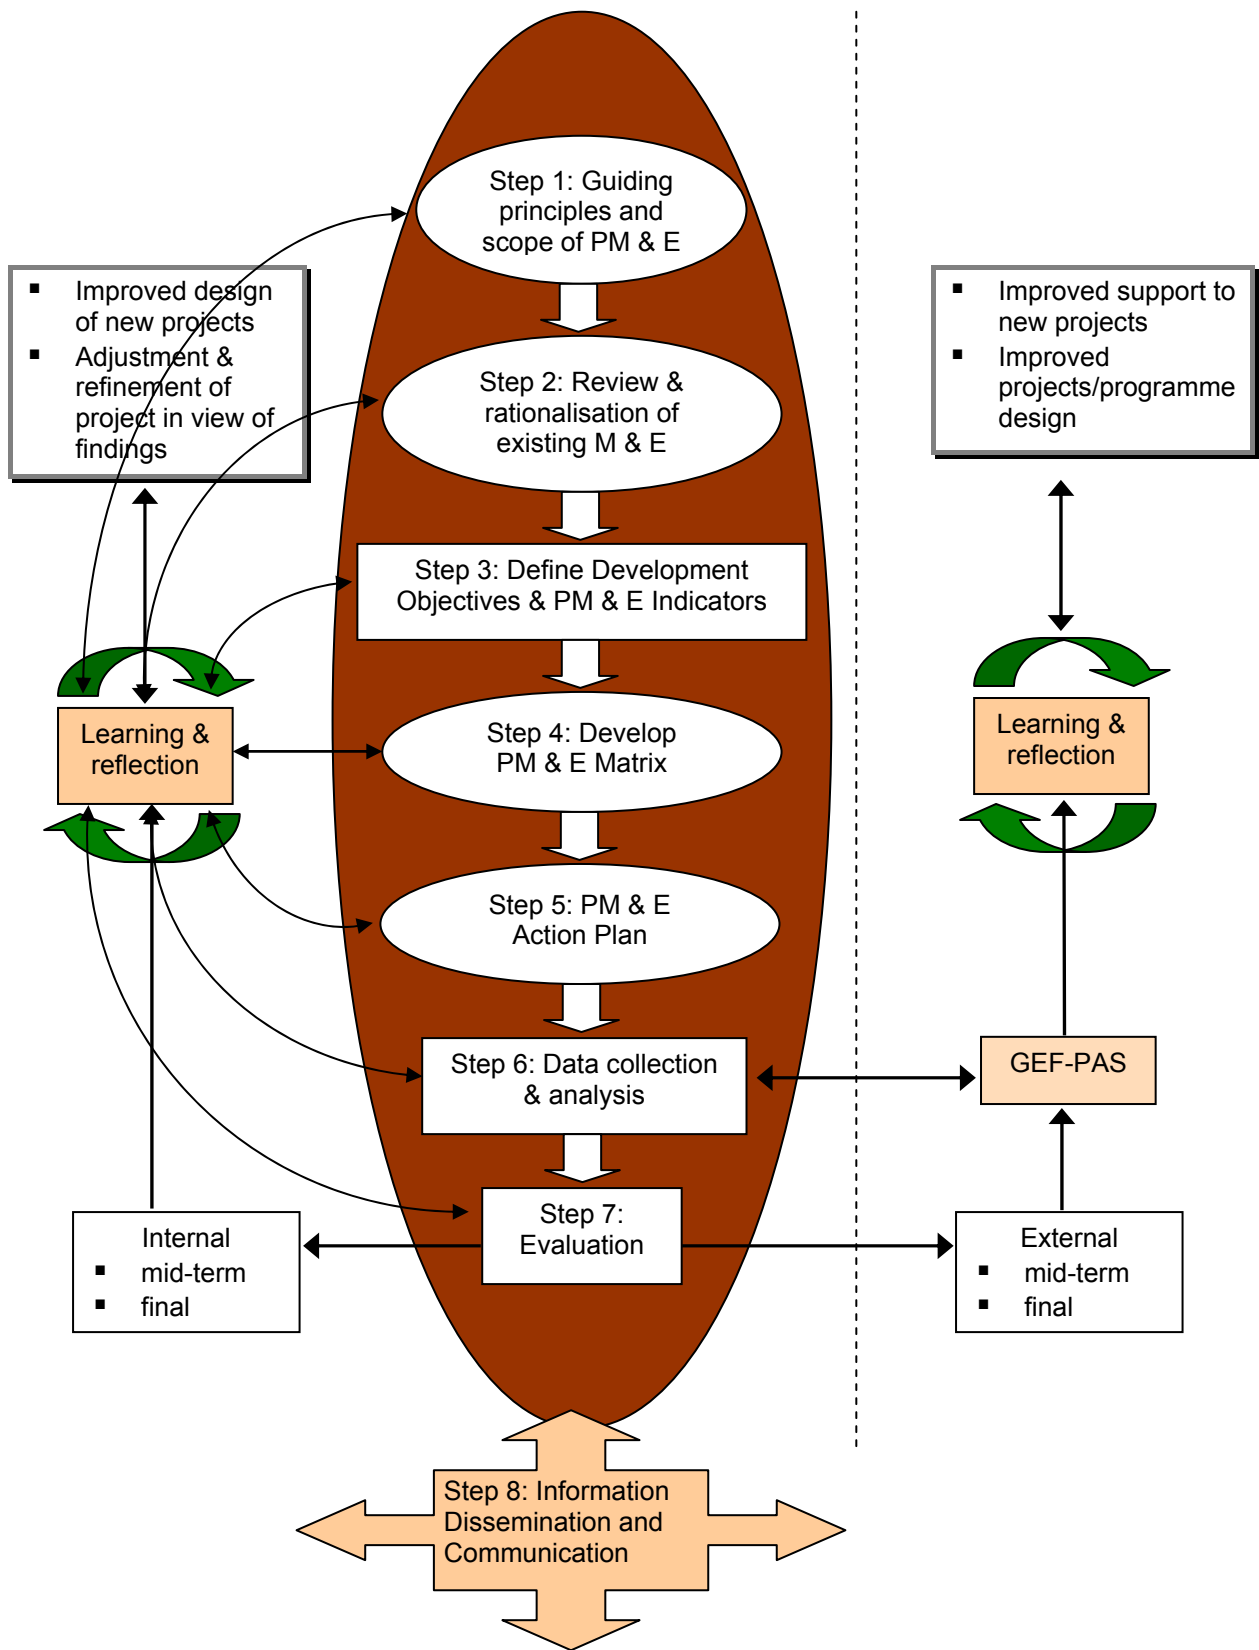 Step 1: Guiding
principles and
scope of PM & E
▪ Improved design
of new projects
▪ Adjustment &
refinement of
project in view of
findings
▪ Improved support to
new projects
▪ Improved
projects/programme
design
Step 2: Review &
rationalisation of
existing M & E
Step 3: Define Development
Objectives & PM & E Indicators
Learning &
reflection
Step 4: Develop
PM & E Matrix
Learning &
reflection
Step 5: PM & E
Action Plan
Step 6: Data collection
& analysis
GEF-PAS
Step 7:
Evaluation
Internal
▪ mid-term
▪ final
External
▪ mid-term
▪ final
Step 8: Information
Dissemination and
Communication